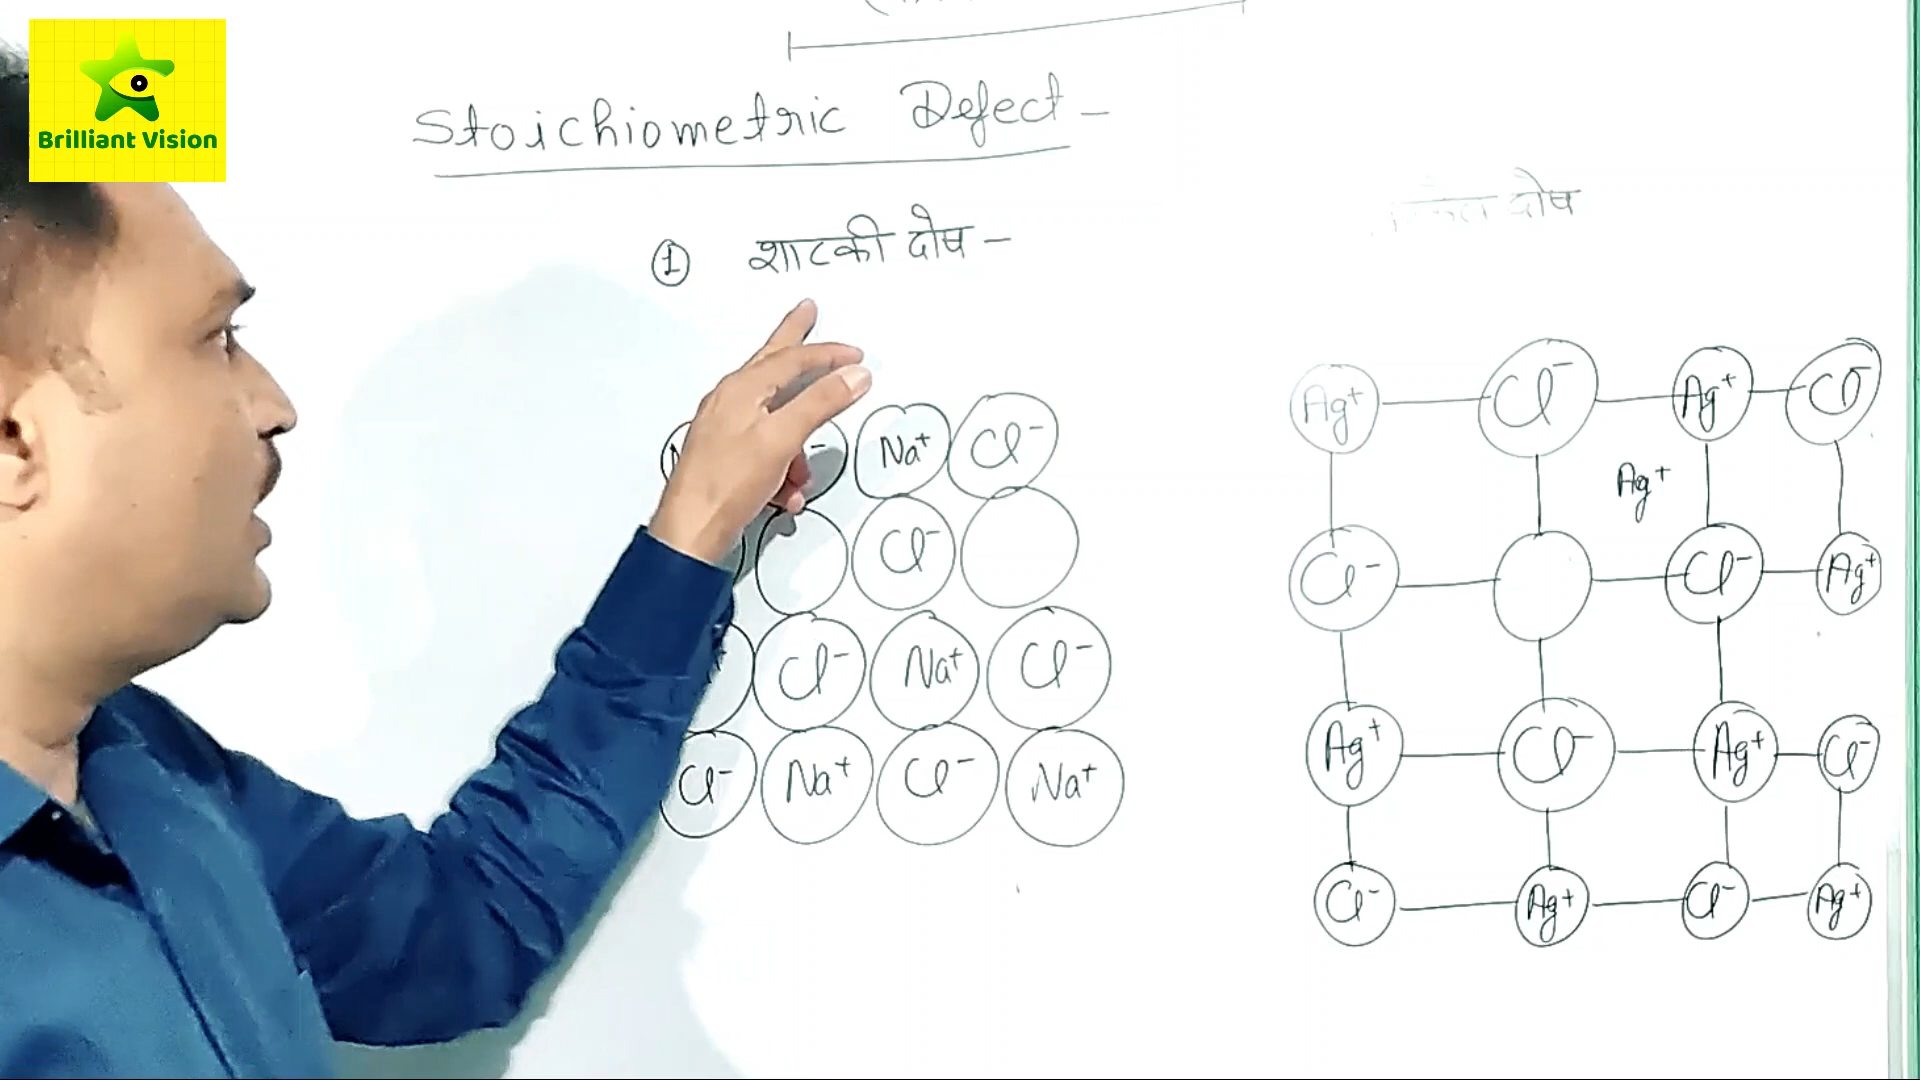 Brilliant Vision
Stoichiometric Defect -
दोष
① शाटकी दोष -
Na+ Cl-
Cl-
Cl- Na+ Cl-
Cl- Na+ Cl- Na+
Ag+ Cl- Ag+ Cl-
Ag+
Cl- Cl- Ag+
Ag+ Cl- Ag+ Cl-
Cl- Ag+ Cl- Ag+